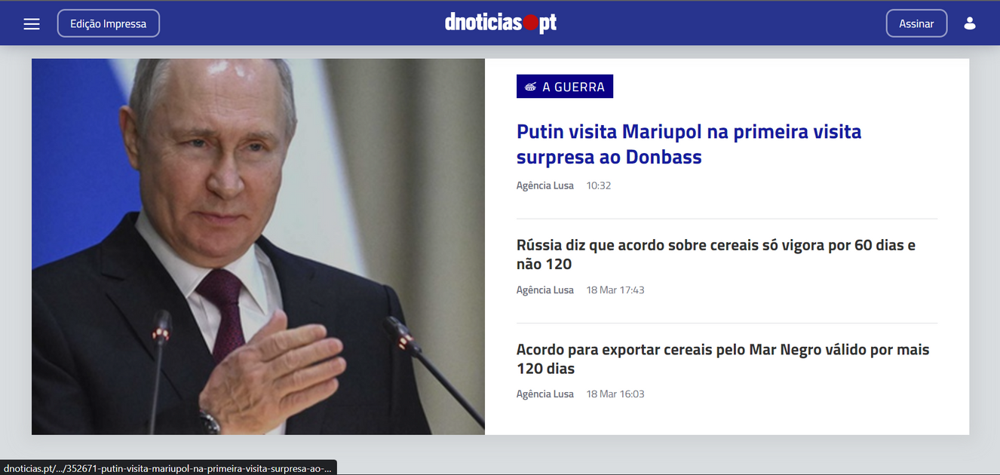 Edição Impressa
dnoticias.pt
Assinar
A GUERRA
Putin visita Mariupol na primeira visita
surpresa ao Donbass
Agência Lusa 10:32
Rússia diz que acordo sobre cereais só vigora por 60 dias e
não 120
Agência Lusa 18 Mar 17:43
Acordo para exportar cereais pelo Mar Negro válido por mais
120 dias
Agência Lusa 18 Mar 16:03
dnoticias.pt/.../352671-putin-visita-mariupol-na-primeira-visita-surpresa-ao-...